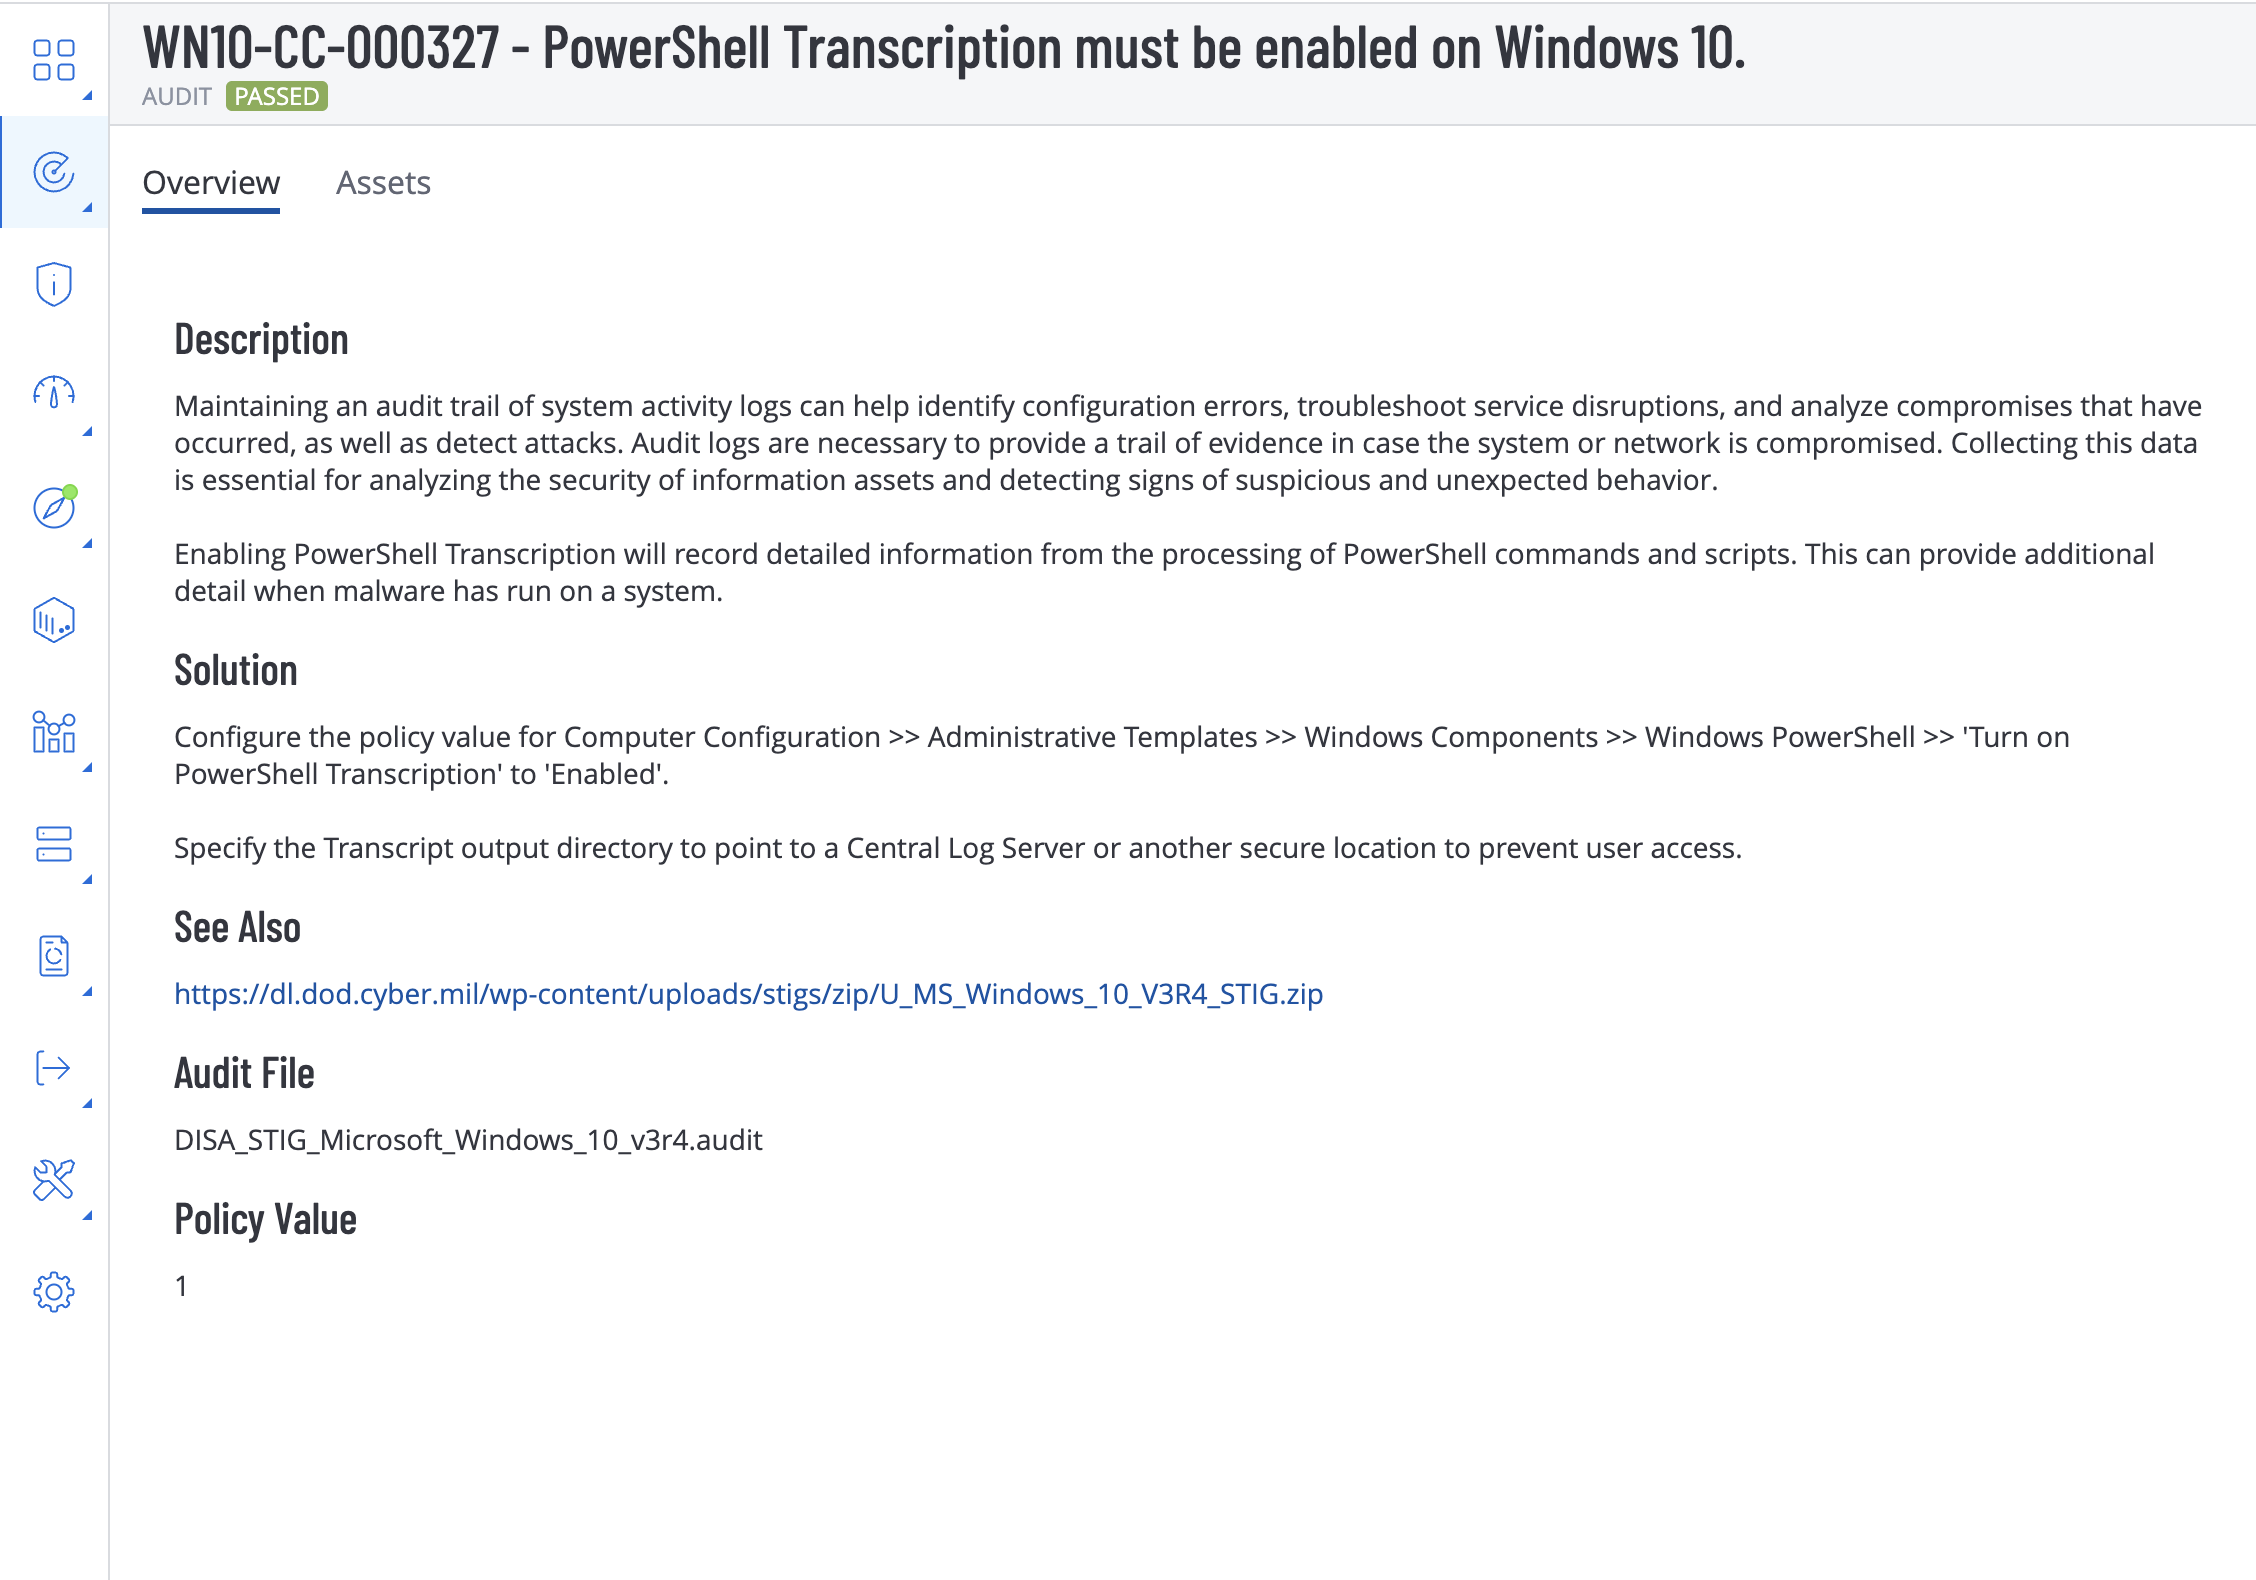 WN10-CC-000327 - PowerShell Transcription must be enabled on Windows 10.
AUDIT PASSED
Overview Assets
Description
Maintaining an audit trail of system activity logs can help identify configuration errors, troubleshoot service disruptions, and analyze compromises that have
occurred, as well as detect attacks. Audit logs are necessary to provide a trail of evidence in case the system or network is compromised. Collecting this data
is essential for analyzing the security of information assets and detecting signs of suspicious and unexpected behavior.
Enabling PowerShell Transcription will record detailed information from the processing of PowerShell commands and scripts. This can provide additional
detail when malware has run on a system.
Solution
Configure the policy value for Computer Configuration >> Administrative Templates >> Windows Components >> Windows PowerShell >> 'Turn on
PowerShell Transcription' to 'Enabled'.
Specify the Transcript output directory to point to a Central Log Server or another secure location to prevent user access.
See Also
https://dl.dod.cyber.mil/wp-content/uploads/stigs/zip/U_MS_Windows_10_V3R4_STIG.zip
Audit File
DISA_STIG_Microsoft_Windows_10_v3r4.audit
Policy Value
1